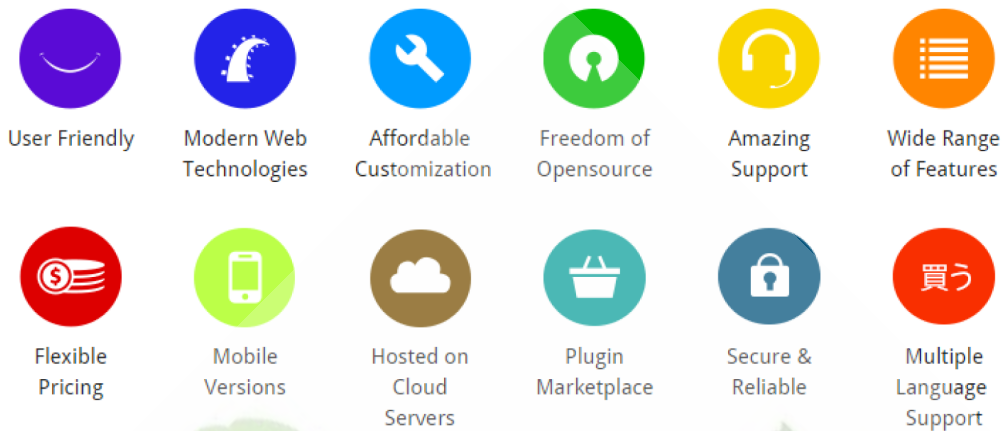 User Friendly
Modern Web
Technologies
Affordable
Customization
Freedom of
Opensource
Amazing
Support
Wide Range
of Features
$
Flexible
Pricing
Mobile
Versions
Hosted on
Cloud
Servers
Plugin
Marketplace
Secure &
Reliable
買う
Multiple
Language
Support